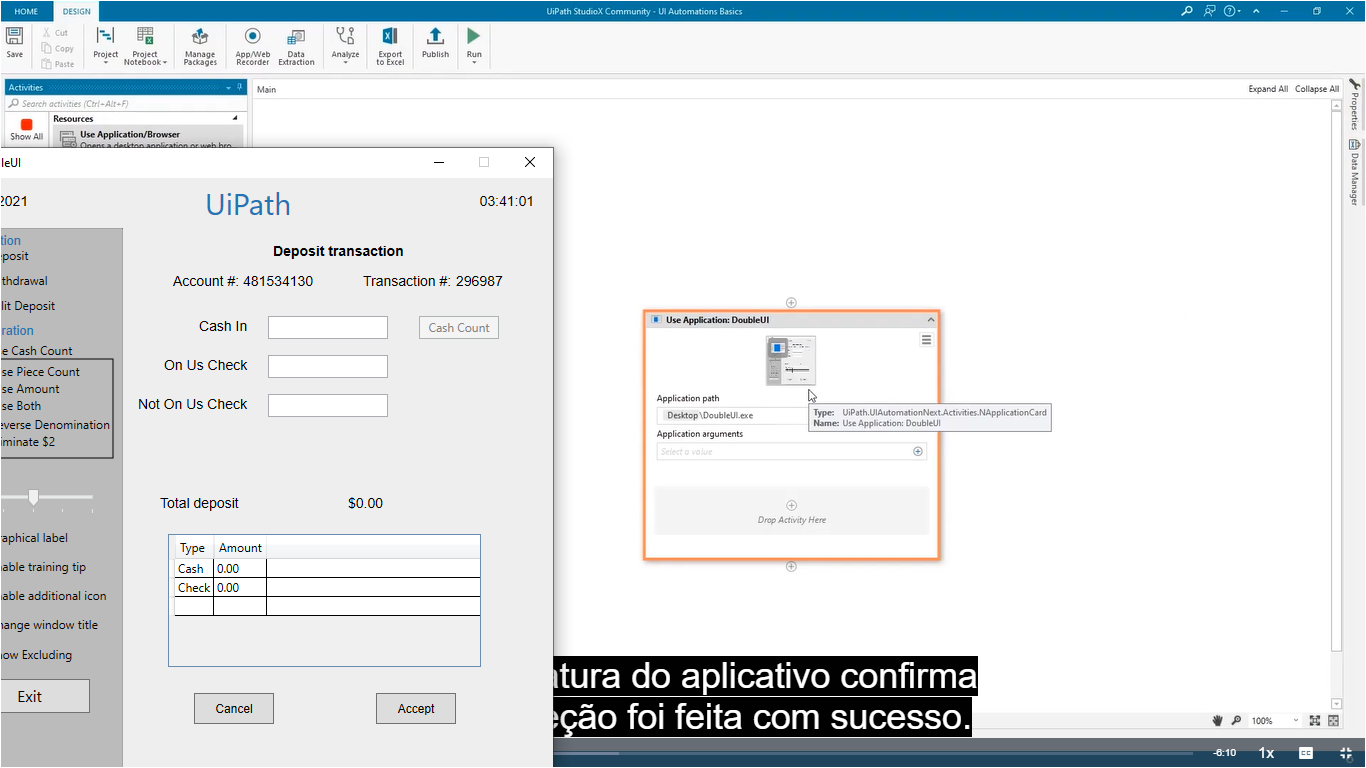 HOME
DESIGN
UiPath StudioX Community - UI Automations Basics
Save
Cut
Copy
Paste
Project
Project Notebook
Manage Packages
App/Web Recorder
Data Extraction
Analyze
Export to Excel
Publish
Run
Activities
Search activities (Ctrl+Alt+F)
Show All
Resources
Use Application/Browser
Opens a desktop application or web bro
Main
Expand All
Collapse All
Properties
Data Manager
leUI
2021
UiPath
03:41:01
tion
eposit
thdrawal
lit Deposit
ration
e Cash Count
se Piece Count
se Amount
se Both
everse Denomination
iminate $2
aphical label
able training tip
able additional icon
hange window title
ow Excluding
Exit
Deposit transaction
Account #: 481534130
Transaction #: 296987
Cash In
Cash Count
On Us Check
Not On Us Check
Total deposit
$0.00
Type Amount
Cash 0.00
Check 0.00
Cancel
Accept
Use Application: DoubleUI
Application path
Desktop\DoubleUI.exe
Type: UiPath.UIAutomationNext.Activities.NApplicationCard
Name: Use Application: DoubleUI
Application arguments
Select a value
Drop Activity Here
atura do aplicativo confirma
eção foi feita com sucesso.
100%
-6:10
1x
CC